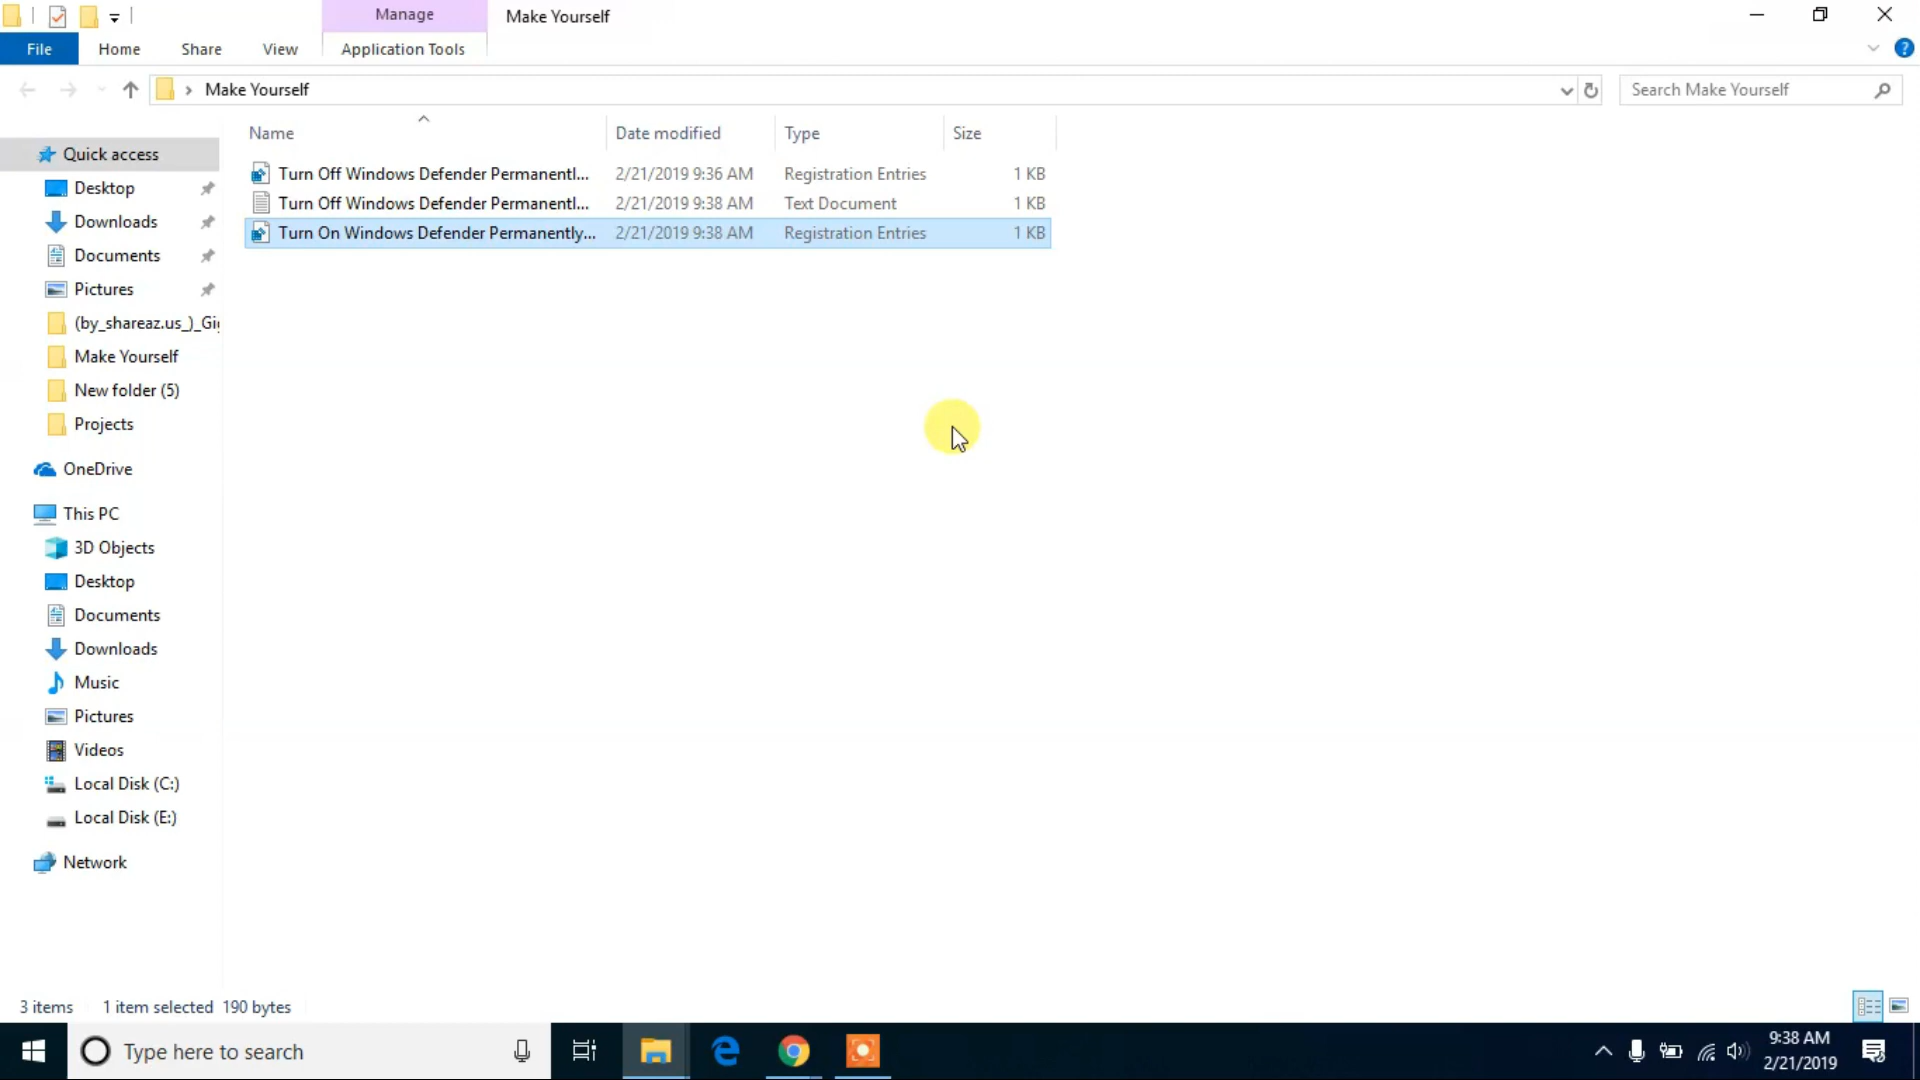 Manage
Make Yourself
File
Home
Share
View
Application Tools
Make Yourself
Search Make Yourself
Name
Date modified
Type
Size
Turn Off Windows Defender Permanentl... 2/21/2019 9:36 AM Registration Entries 1 KB
Turn Off Windows Defender Permanentl... 2/21/2019 9:38 AM Text Document 1 KB
Turn On Windows Defender Permanently... 2/21/2019 9:38 AM Registration Entries 1 KB
Quick access
Desktop
Downloads
Documents
Pictures
(by_shareaz.us_)_Gi
Make Yourself
New folder (5)
Projects
OneDrive
This PC
3D Objects
Desktop
Documents
Downloads
Music
Pictures
Videos
Local Disk (C:)
Local Disk (E:)
Network
3 items 1 item selected 190 bytes
Type here to search
9:38 AM
2/21/2019